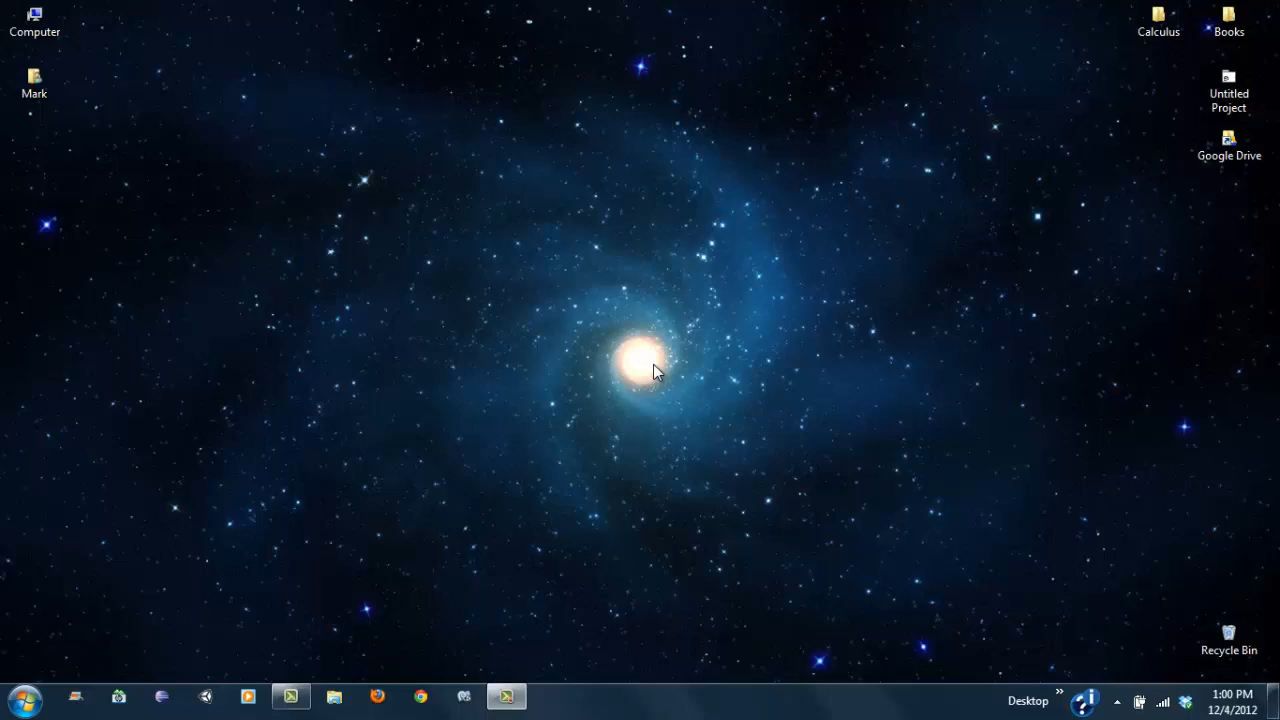 Computer
Mark
Calculus
Books
Untitled
Project
Google Drive
Recycle Bin
Desktop
1:00 PM
12/4/2012